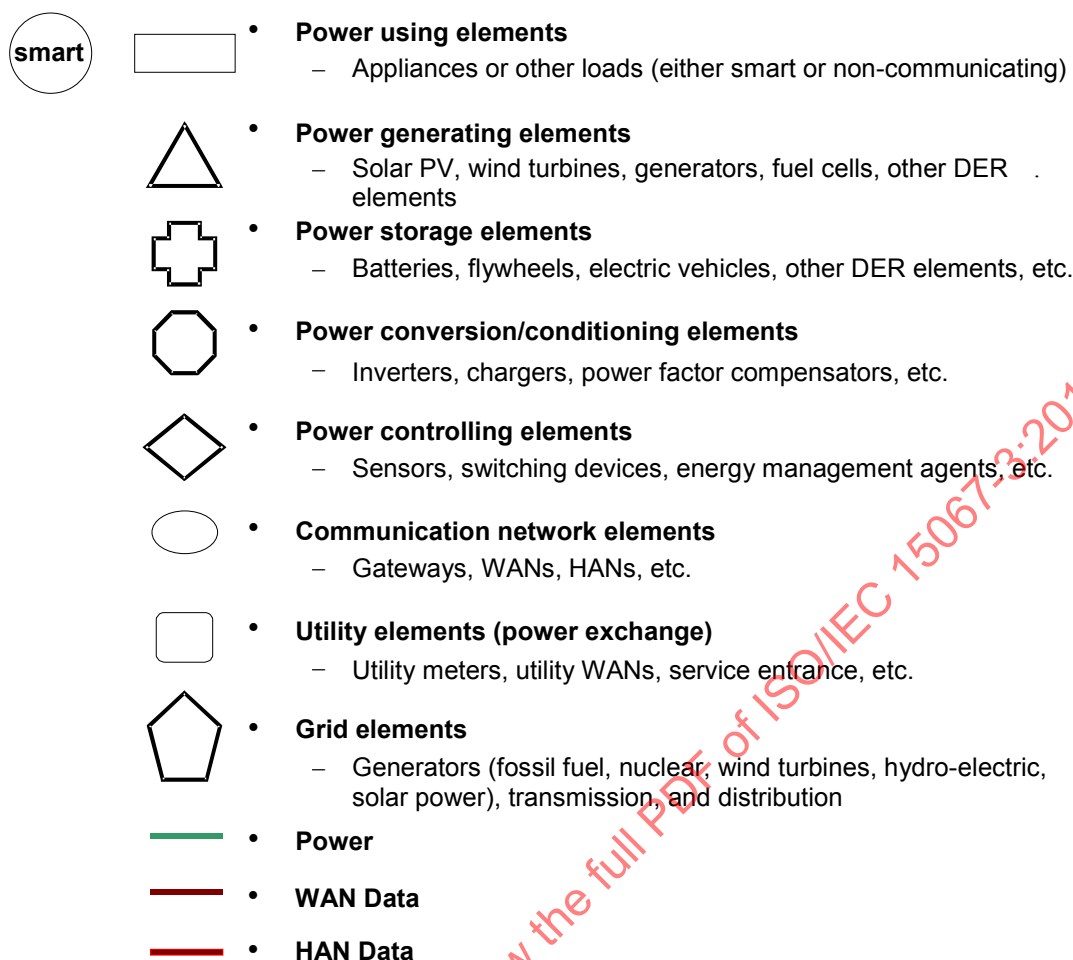 smart
• Power using elements
– Appliances or other loads (either smart or non-communicating)
• Power generating elements
– Solar PV, wind turbines, generators, fuel cells, other DER .
elements
• Power storage elements
– Batteries, flywheels, electric vehicles, other DER elements, etc.
• Power conversion/conditioning elements
– Inverters, chargers, power factor compensators, etc.
• Power controlling elements
– Sensors, switching devices, energy management agents, etc.
• Communication network elements
– Gateways, WANs, HANs, etc.
• Utility elements (power exchange)
– Utility meters, utility WANs, service entrance, etc.
• Grid elements
– Generators (fossil fuel, nuclear, wind turbines, hydro-electric,
solar power), transmission, and distribution
• Power
• WAN Data
• HAN Data
the full PDF of ISO/IEC 15067-3:201